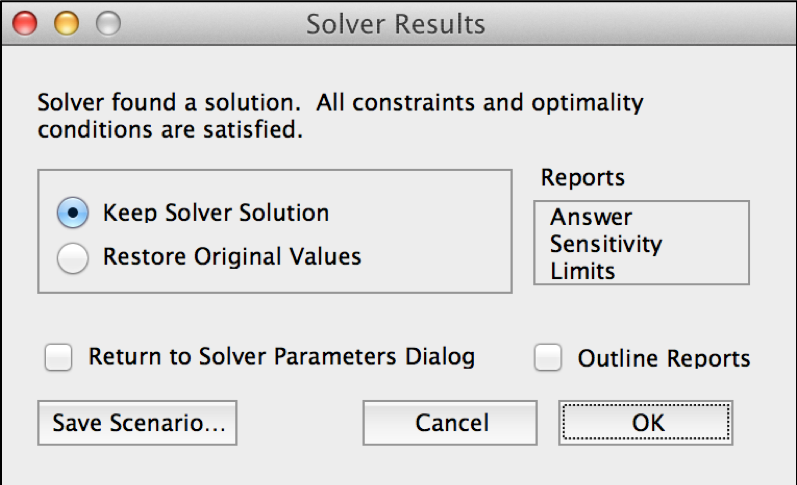 Solver Results
Solver found a solution.  All constraints and optimality
conditions are satisfied.
Keep Solver Solution
Restore Original Values
Reports
Answer
Sensitivity
Limits
Return to Solver Parameters Dialog
Outline Reports
Save Scenario...
Cancel
OK